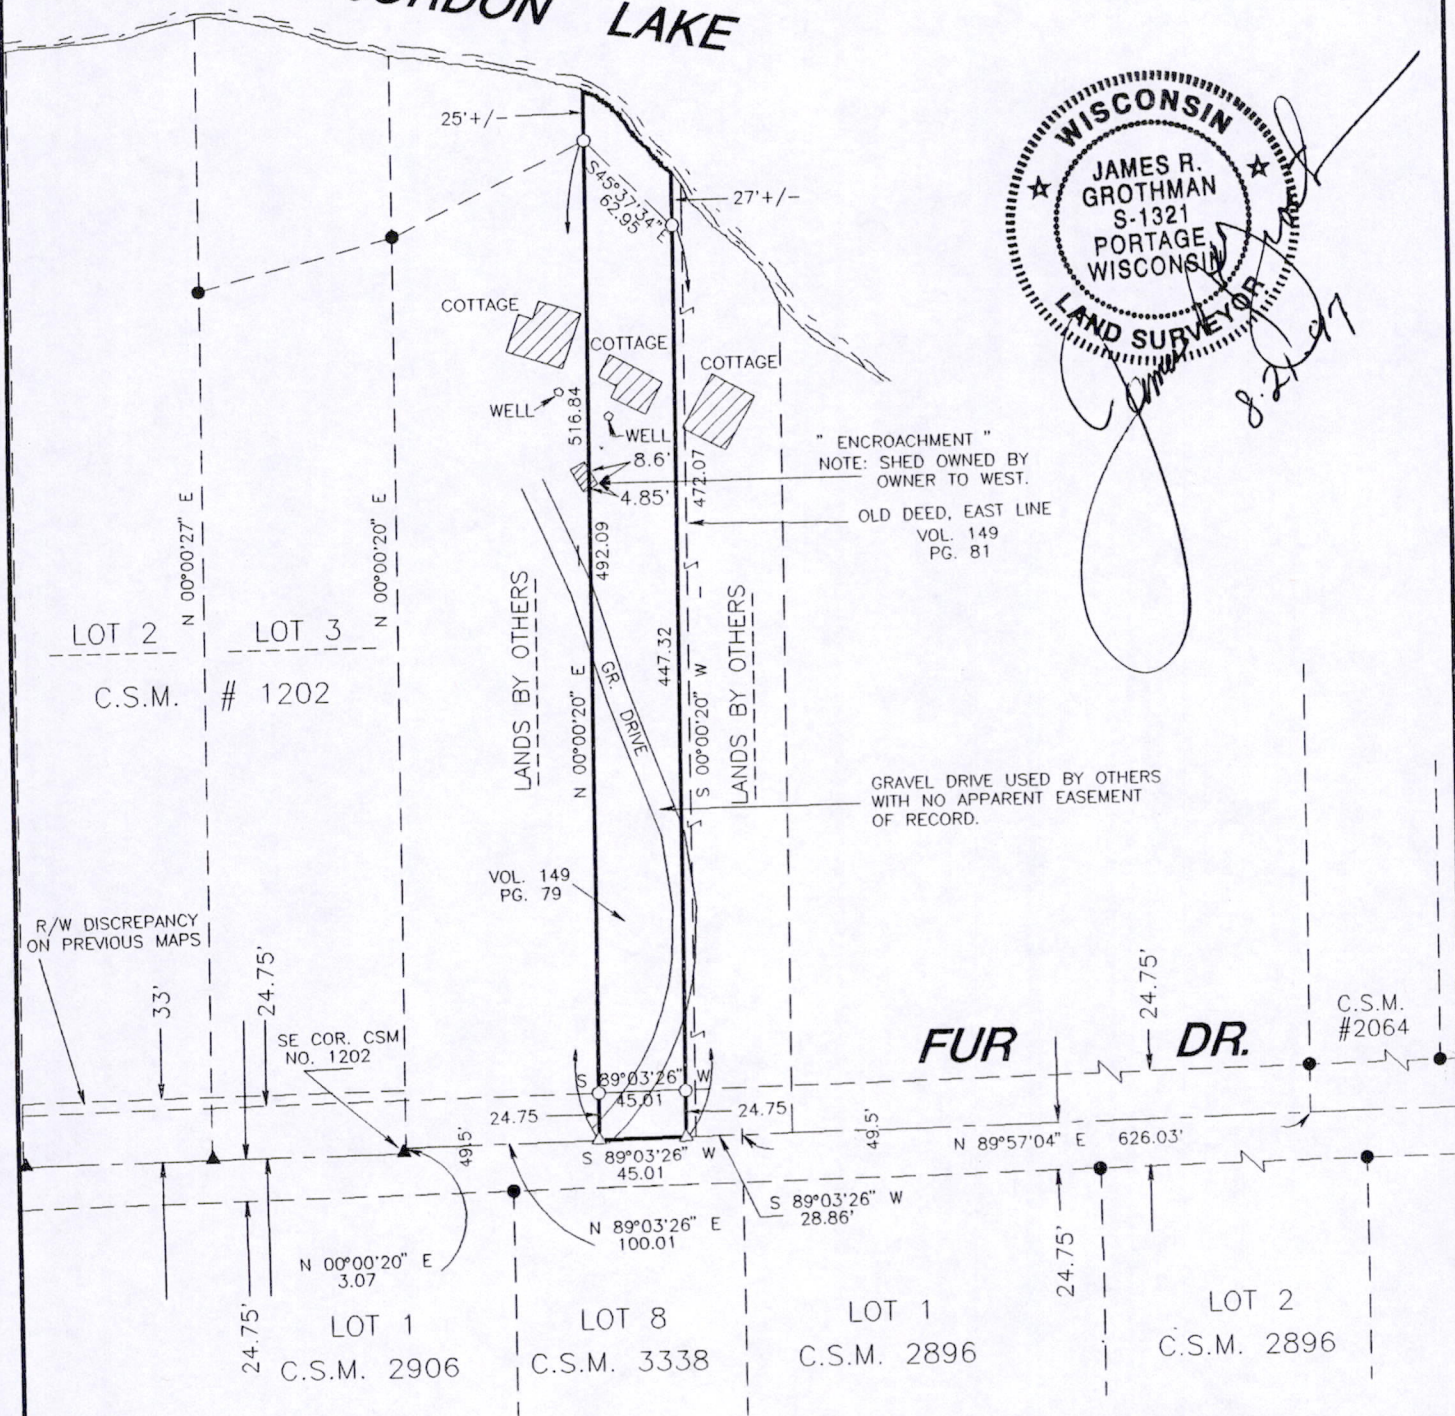 LAKE
25'+/-
S45°37'34"E
62.95
27'+/-
WISCONSIN
JAMES R.
GROTHMAN
S-1321
PORTAGE,
WISCONSIN
LAND SURVEYOR
8.21.97
COTTAGE
COTTAGE
COTTAGE
WELL
WELL
516.84
8.6'
4.85'
472.07
" ENCROACHMENT "
NOTE: SHED OWNED BY
OWNER TO WEST.
OLD DEED, EAST LINE
VOL. 149
PG. 81
N 00°00'27" E
N 00°00'20" E
492.09
LOT 2
LOT 3
C.S.M. # 1202
LANDS BY OTHERS
N 00°00'20" E
GR. DRIVE
447.32
S 00°00'20" W
LANDS BY OTHERS
GRAVEL DRIVE USED BY OTHERS
WITH NO APPARENT EASEMENT
OF RECORD.
VOL. 149
PG. 79
R/W DISCREPANCY
ON PREVIOUS MAPS
33'
24.75'
SE COR. CSM
NO. 1202
S 89°03'26" W
45.01
24.75
24.75
FUR DR.
24.75'
C.S.M.
#2064
49.5'
S 89°03'26" W
45.01
49.5'
N 89°57'04" E 626.03'
S 89°03'26" W
28.86'
N 89°03'26" E
100.01
N 00°00'20" E
3.07
24.75'
24.75'
LOT 1
C.S.M. 2906
LOT 8
C.S.M. 3338
LOT 1
C.S.M. 2896
LOT 2
C.S.M. 2896